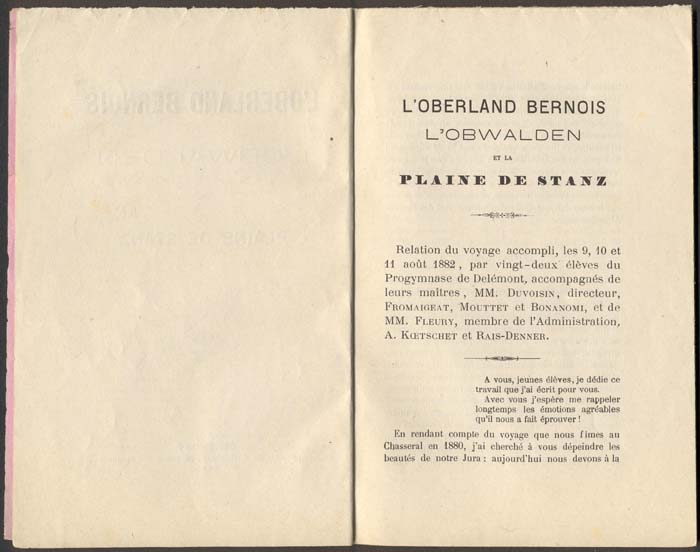 L'OBERLAND BERNOIS
L'OBWALDEN
ET LA
PLAINE DE STANZ
Relation du voyage accompli, les 9, 10 et
11 août 1882, par vingt-deux élèves du
Progymnase de Delémont, accompagnés de
leurs maîtres, MM. DUVOISIN, directeur,
FROMAIGEAT, MOUTTET et BONANOMI, et de
MM. FLEURY, membre de l'Administration,
A. KŒTSCHET et RAIS-DENNER.
A vous, jeunes élèves, je dédie ce
travail que j'ai écrit pour vous.
Avec vous j'espère me rappeler
longtemps les émotions agréables
qu'il nous a fait éprouver!
En rendant compte du voyage que nous fîmes au
Chasseral en 1880, j'ai cherché à vous dépeindre les
beautés de notre Jura: aujourd'hui nous devons à la